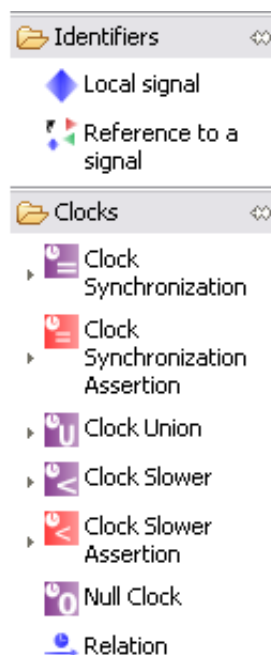 Identifiers
Local signal
Reference to a
signal
Clocks
Clock
Synchronization
Clock
Synchronization
Assertion
Clock Union
Clock Slower
Clock Slower
Assertion
Null Clock
Relation